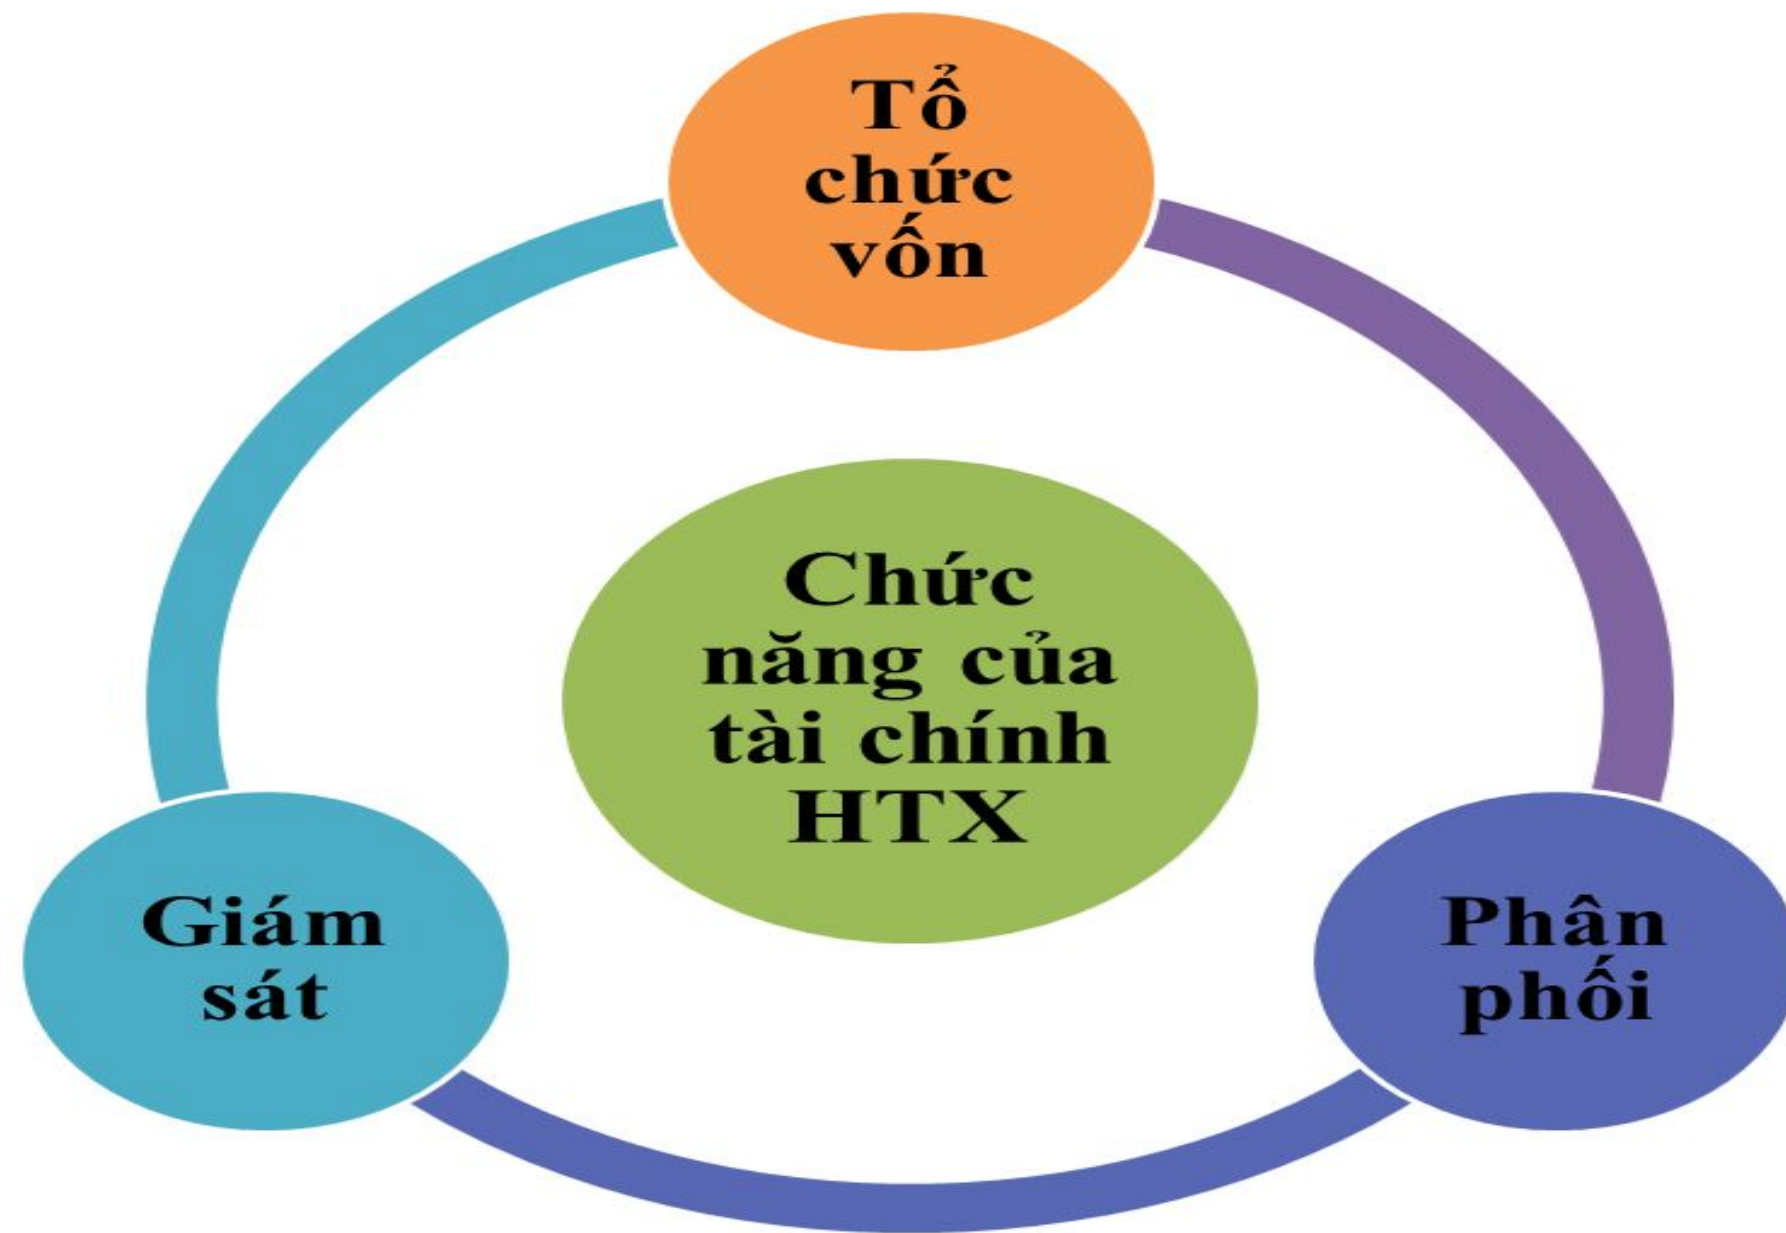 Tổ
chức
vốn
Chức
năng của
tài chính
HTX
Giám
sát
Phân
phối